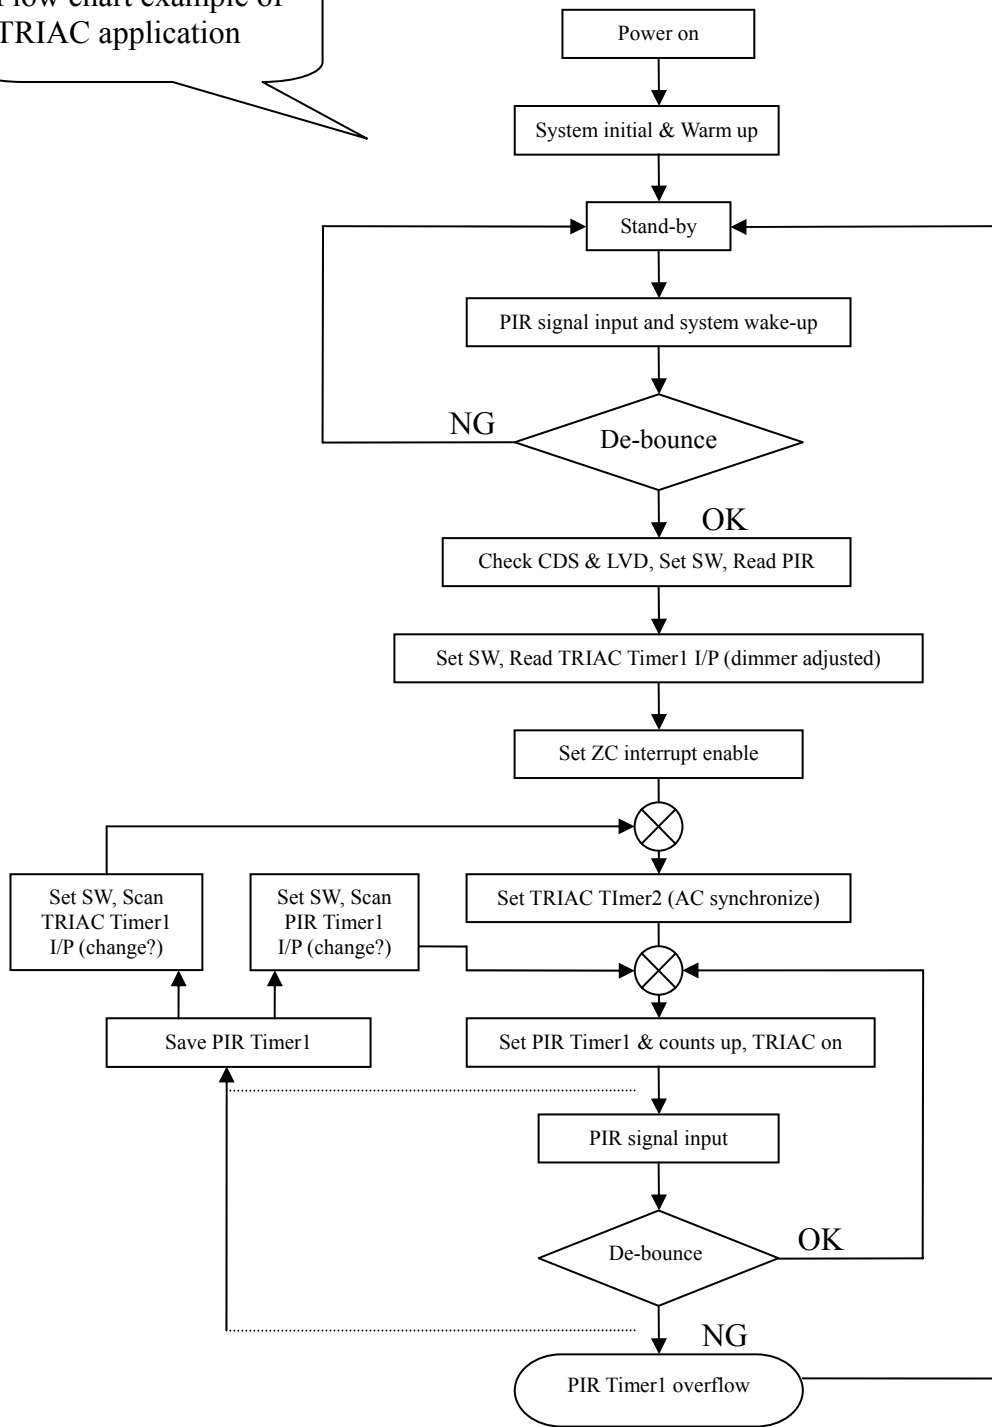 Flow chart example of
TRIAC application
Power on
System initial & Warm up
Stand-by
PIR signal input and system wake-up
NG
De-bounce
OK
Check CDS & LVD, Set SW, Read PIR
Set SW, Read TRIAC Timer1 I/P (dimmer adjusted)
Set ZC interrupt enable
Set SW, Scan
TRIAC Timer1
I/P (change?)
Set SW, Scan
PIR Timer1
I/P (change?)
Set TRIAC TImer2 (AC synchronize)
Save PIR Timer1
Set PIR Timer1 & counts up, TRIAC on
PIR signal input
De-bounce
OK
NG
PIR Timer1 overflow